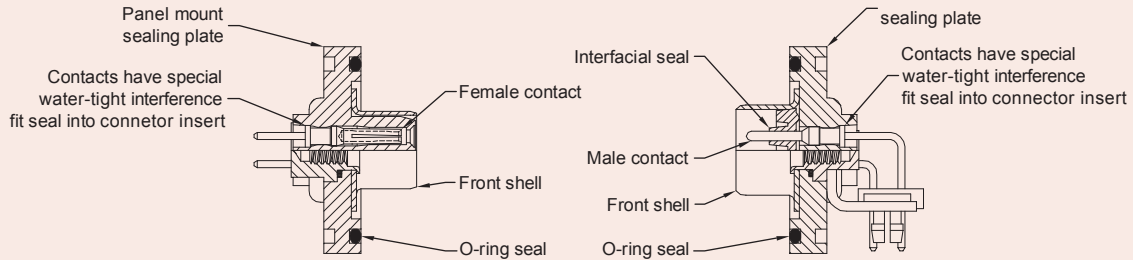 Panel mount
sealing plate
Contacts have special
water-tight interference
fit seal into connetor insert
Female contact
Front shell
O-ring seal
sealing plate
Interfacial seal
Contacts have special
water-tight interference
fit seal into connector insert
Male contact
Front shell
O-ring seal